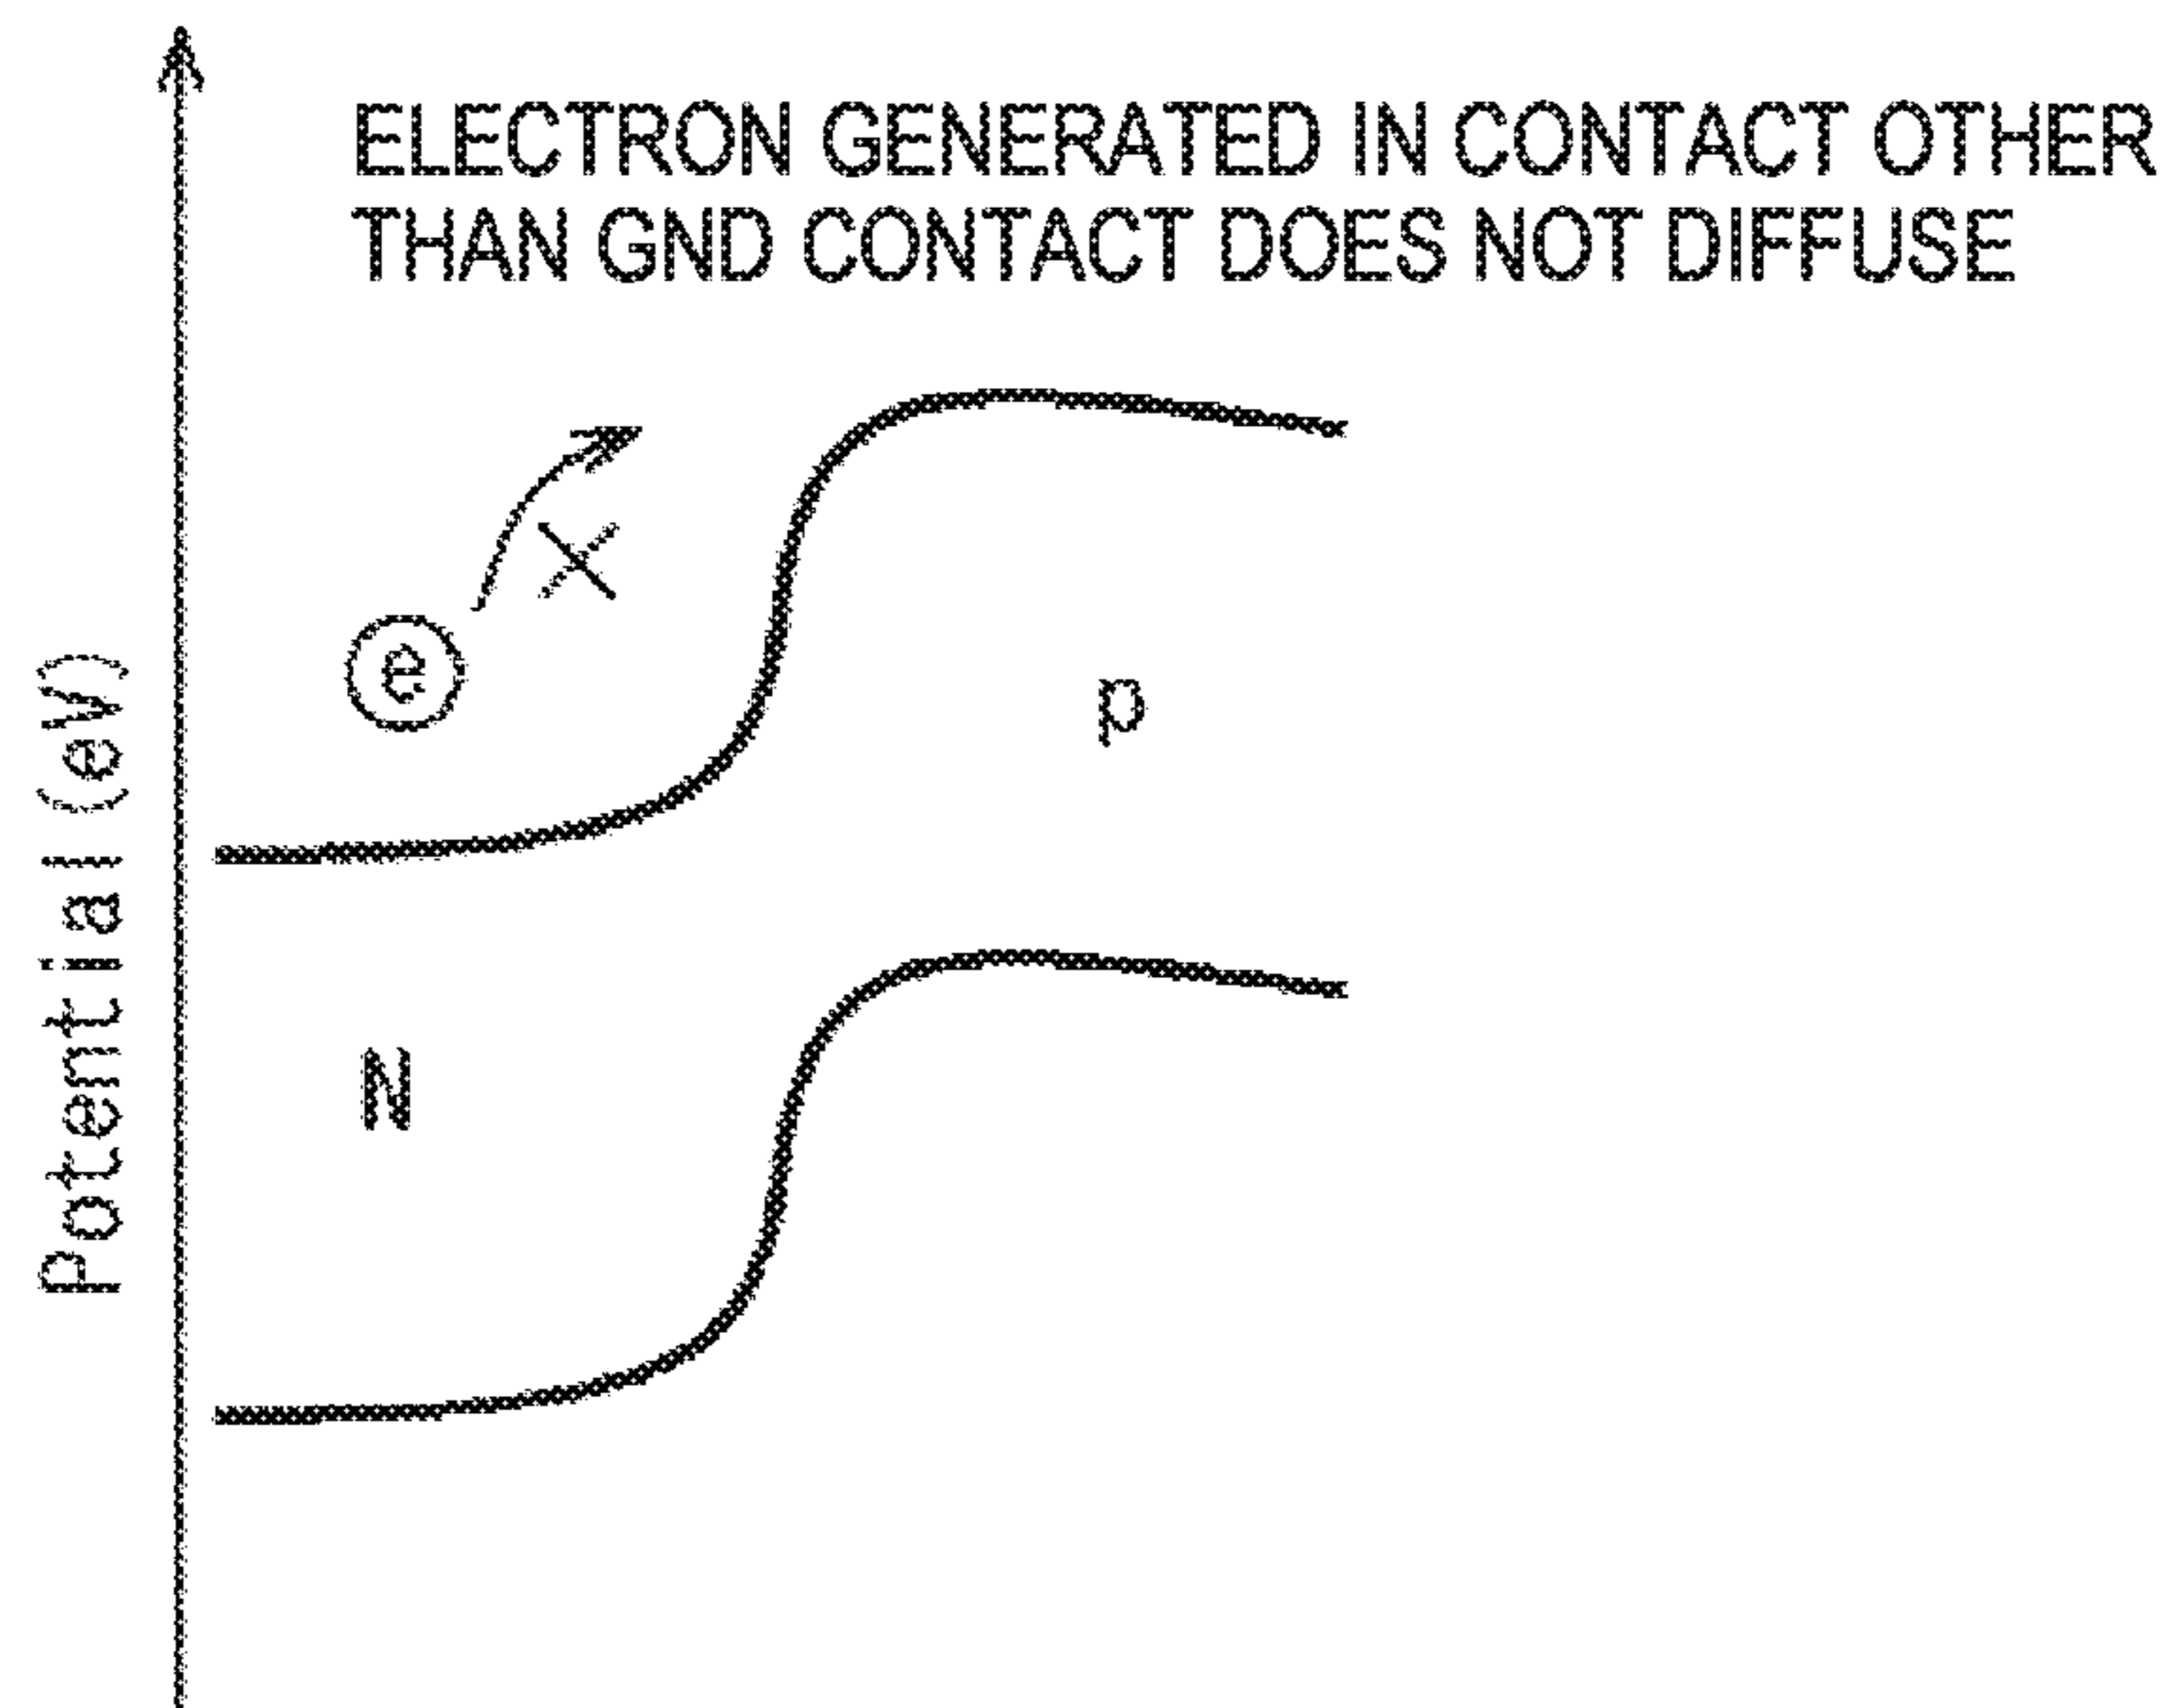 ELECTRON GENERATED IN CONTACT OTHER
THAN GND CONTACT DOES NOT DIFFUSE
e
p
Potential (eV)
N